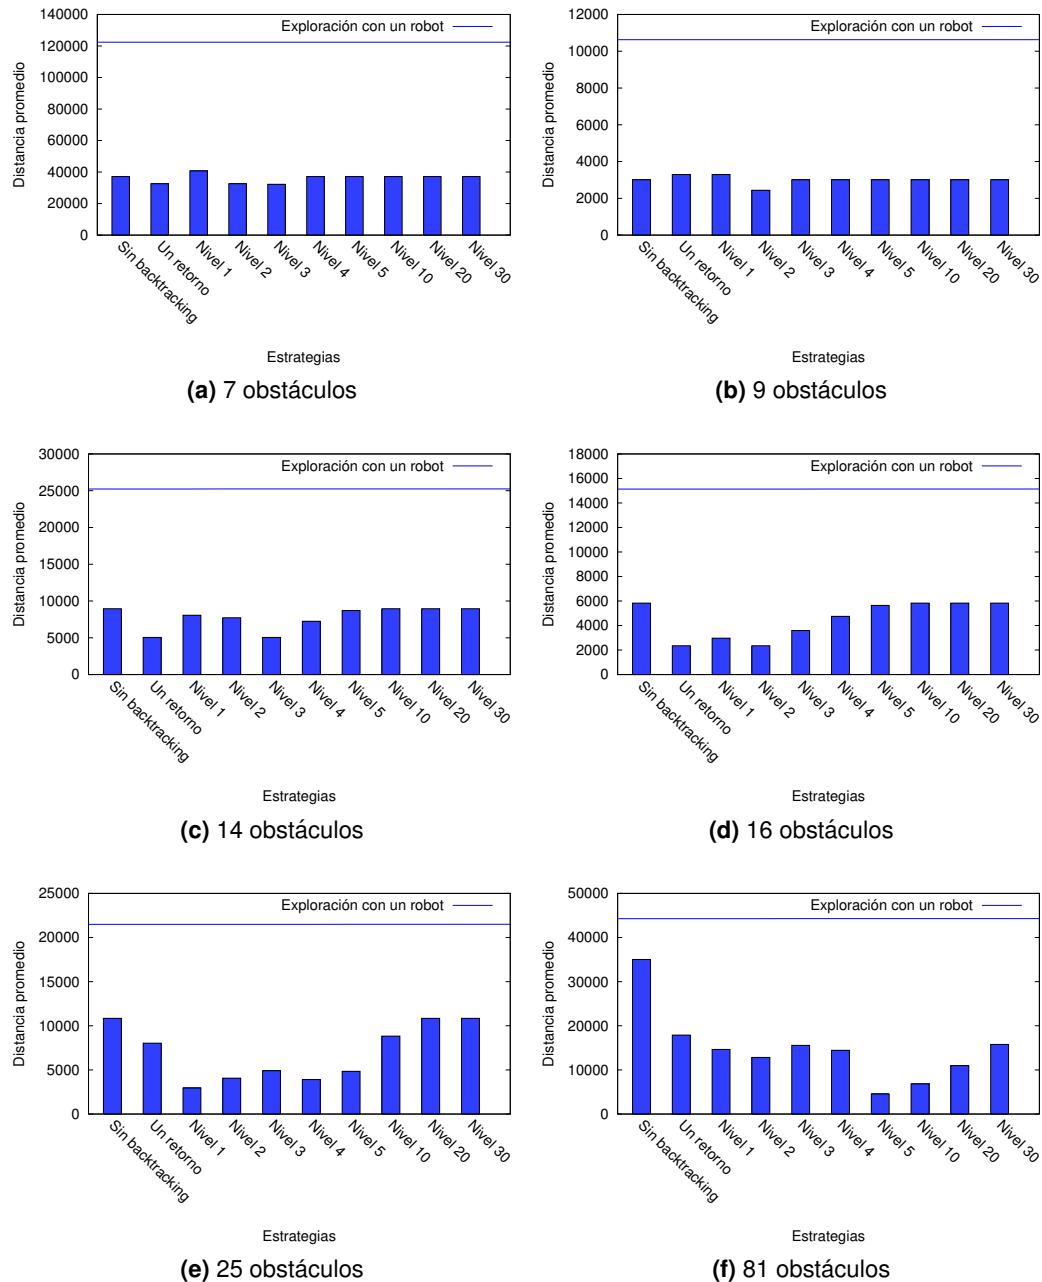 140000
120000
100000
80000
60000
40000
20000
0
Distancia promedio
Exploración con un robot
Sin backtracking
Un retorno
Nivel 1
Nivel 2
Nivel 3
Nivel 4
Nivel 5
Nivel 10
Nivel 20
Nivel 30
Estrategias
(a) 7 obstáculos
12000
10000
8000
6000
4000
2000
0
Distancia promedio
Exploración con un robot
Sin backtracking
Un retorno
Nivel 1
Nivel 2
Nivel 3
Nivel 4
Nivel 5
Nivel 10
Nivel 20
Nivel 30
Estrategias
(b) 9 obstáculos
30000
25000
20000
15000
10000
5000
0
Distancia promedio
Exploración con un robot
Sin backtracking
Un retorno
Nivel 1
Nivel 2
Nivel 3
Nivel 4
Nivel 5
Nivel 10
Nivel 20
Nivel 30
Estrategias
(c) 14 obstáculos
18000
16000
14000
12000
10000
8000
6000
4000
2000
0
Distancia promedio
Exploración con un robot
Sin backtracking
Un retorno
Nivel 1
Nivel 2
Nivel 3
Nivel 4
Nivel 5
Nivel 10
Nivel 20
Nivel 30
Estrategias
(d) 16 obstáculos
25000
20000
15000
10000
5000
0
Distancia promedio
Exploración con un robot
Sin backtracking
Un retorno
Nivel 1
Nivel 2
Nivel 3
Nivel 4
Nivel 5
Nivel 10
Nivel 20
Nivel 30
Estrategias
(e) 25 obstáculos
50000
40000
30000
20000
10000
0
Distancia promedio
Exploración con un robot
Sin backtracking
Un retorno
Nivel 1
Nivel 2
Nivel 3
Nivel 4
Nivel 5
Nivel 10
Nivel 20
Nivel 30
Estrategias
(f) 81 obstáculos